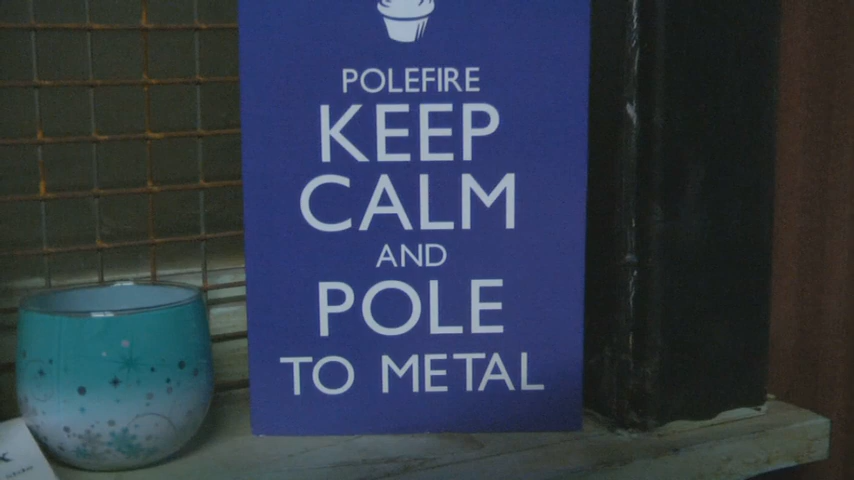 POLEFIRE
KEEP
CALM
AND
POLE
TO METAL